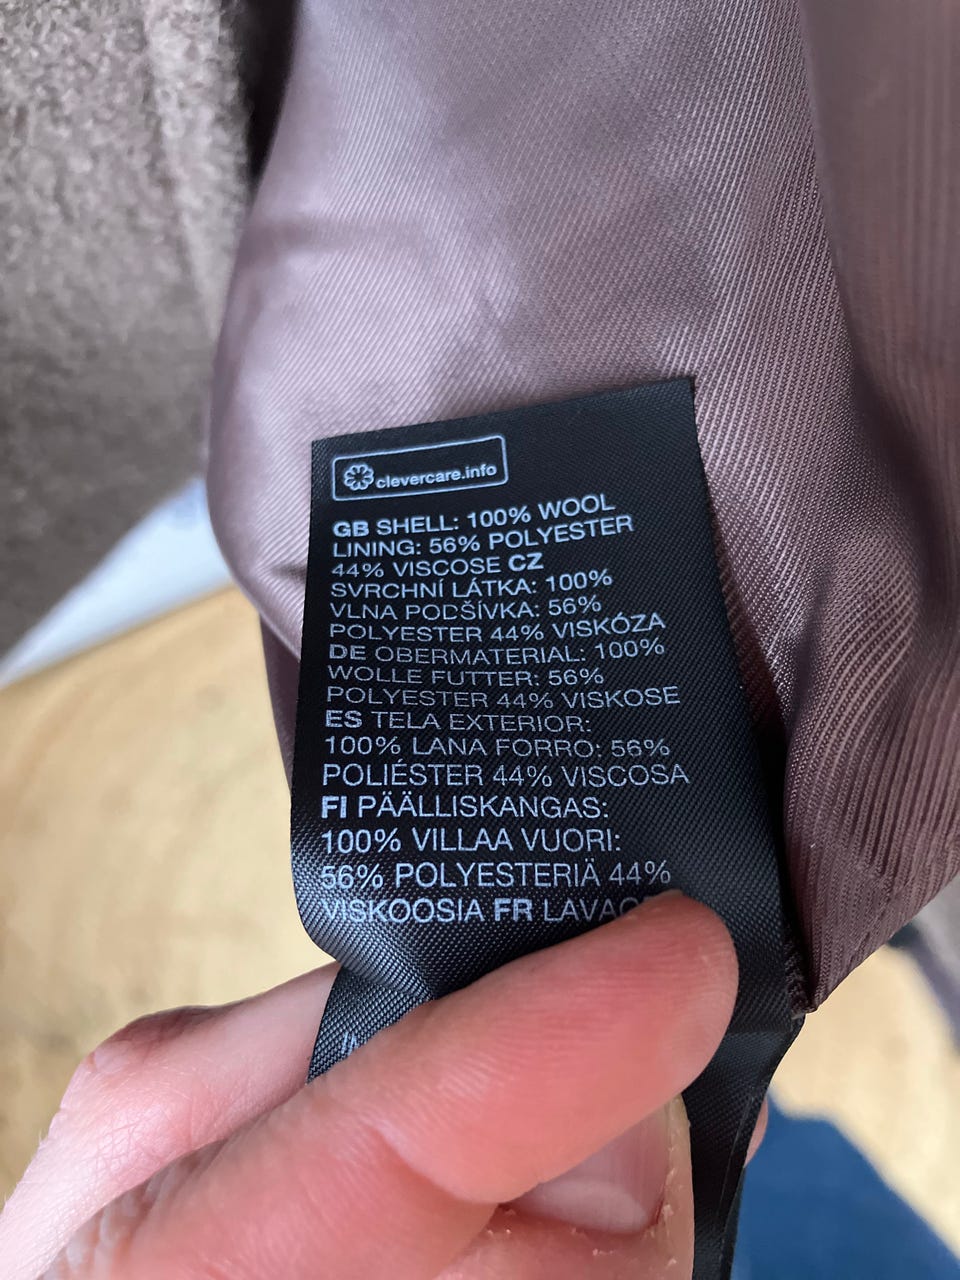 clevercare.info
GB SHELL: 100% WOOL
LINING: 56% POLYESTER
44% VISCOSE CZ
SVRCHNÍ LÁTKA: 100%
VLNA PODŠÍVKA: 56%
POLYESTER 44% VISKÓZA
DE OBERMATERIAL: 100%
WOLLE FUTTER: 56%
POLYESTER 44% VISKOSE
ES TELA EXTERIOR:
100% LANA FORRO: 56%
POLIÉSTER 44% VISCOSA
FI PÄÄLLISKANGAS:
100% VILLAA VUORI:
56% POLYESTERIÄ 44%
VISKOOSIA FR